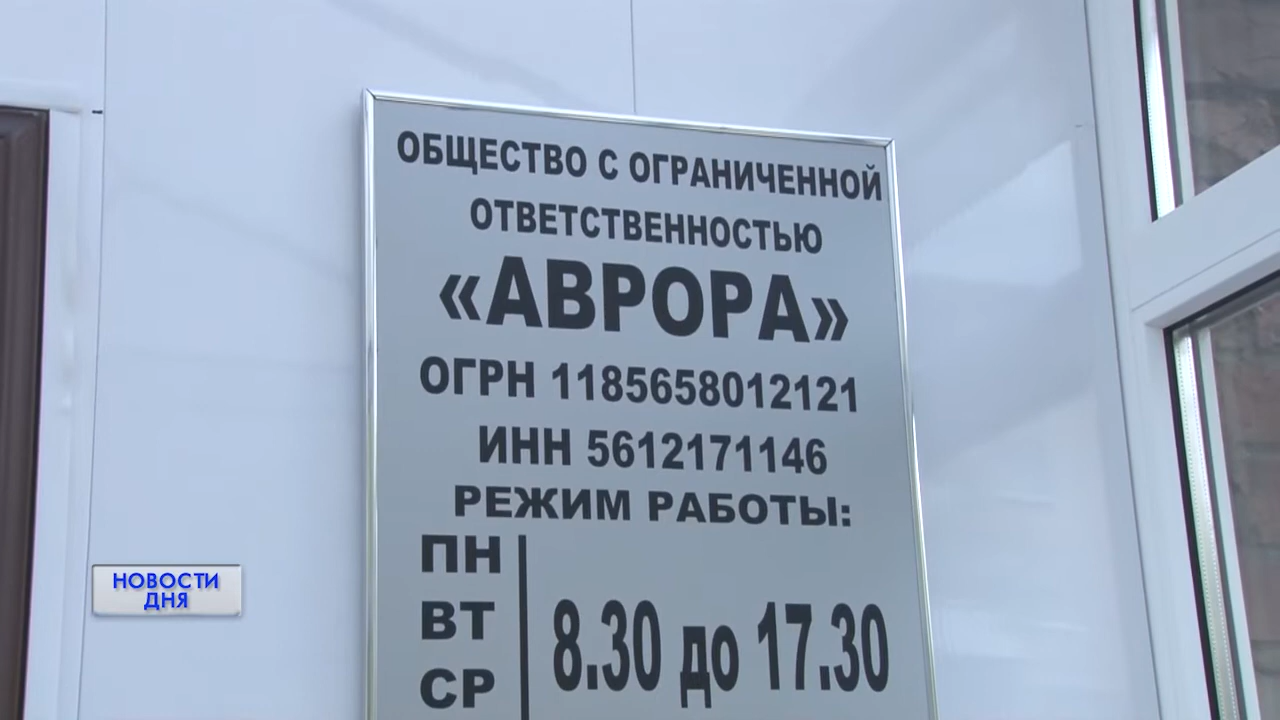 ОБЩЕСТВО С ОГРАНИЧЕННОЙ
ОТВЕТСТВЕННОСТЬЮ
«АВРОРА»
ОГРН 1185658012121
ИНН 5612171146
РЕЖИМ РАБОТЫ:
ПН
ВТ
8.30 до 17.30
СР
НОВОСТИ
ДНЯ